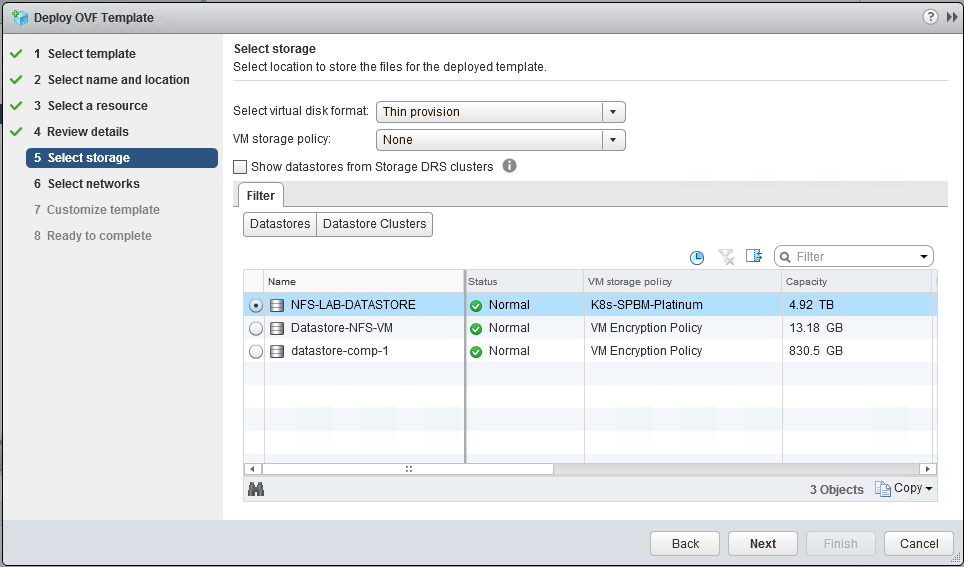 Deploy OVF Template
1 Select template
2 Select name and location
3 Select a resource
4 Review details
5 Select storage
6 Select networks
7 Customize template
8 Ready to complete
Select storage
Select location to store the files for the deployed template.
Select virtual disk format: Thin provision
VM storage policy: None
Show datastores from Storage DRS clusters
Filter
Datastores Datastore Clusters
Filter
Name Status VM storage policy Capacity
NFS-LAB-DATASTORE Normal K8s-SPBM-Platinum 4.92 TB
Datastore-NFS-VM Normal VM Encryption Policy 13.18 GB
datastore-comp-1 Normal VM Encryption Policy 830.5 GB
3 Objects Copy
Back Next Finish Cancel